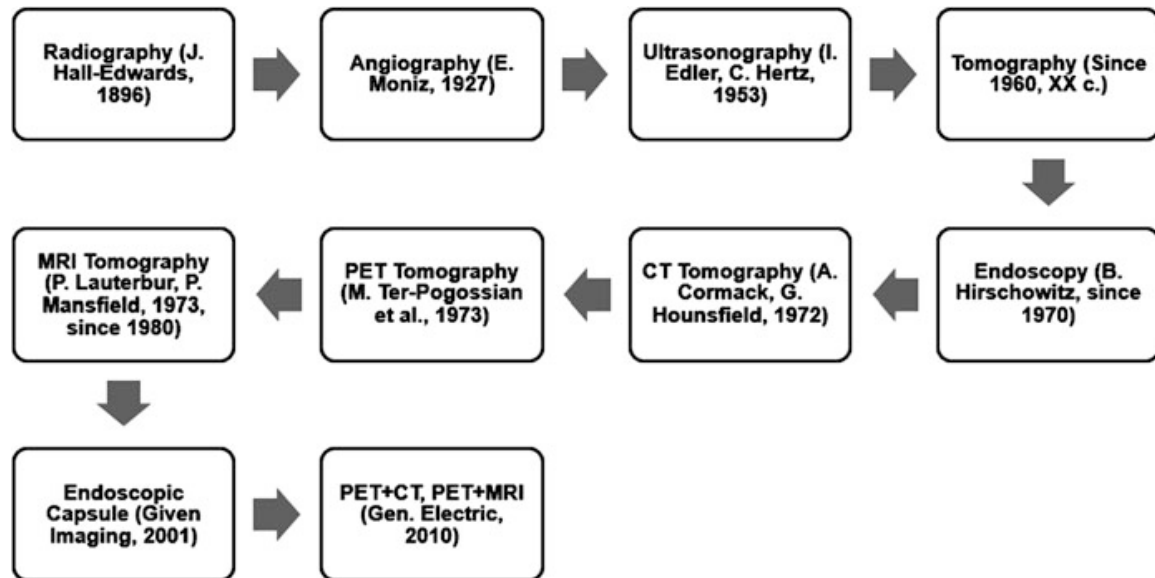 Radiography (J.
Hall-Edwards,
1896)
Angiography (E.
Moniz, 1927)
Ultrasonography (I.
Edler, C. Hertz,
1953)
Tomography (Since
1960, XX c.)
Endoscopy (B.
Hirschowitz, since
1970)
CT Tomography (A.
Cormack, G.
Hounsfield, 1972)
PET Tomography
(M. Ter-Pogossian
et al., 1973)
MRI Tomography
(P. Lauterbur, P.
Mansfield, 1973,
since 1980)
Endoscopic
Capsule (Given
Imaging, 2001)
PET+CT, PET+MRI
(Gen. Electric,
2010)